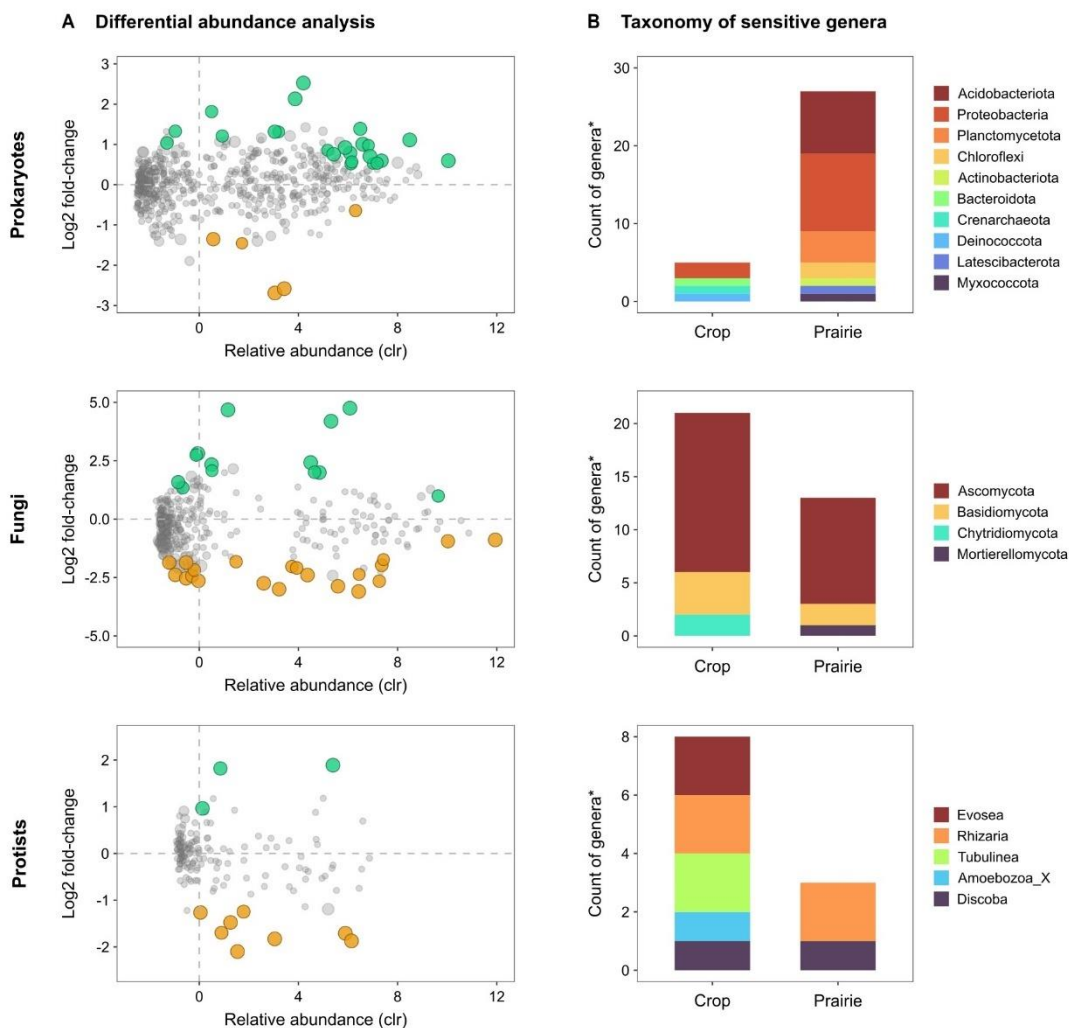 A Differential abundance analysis
B Taxonomy of sensitive genera
Prokaryotes
Log2 fold-change
3
2
1
0
-1
-2
-3
0 4 8 12
Relative abundance (clr)
Count of genera*
30
20
10
0
Crop Prairie
Acidobacteriota
Proteobacteria
Planctomycetota
Chloroflexi
Actinobacteriota
Bacteroidota
Crenarchaeota
Deinococcota
Latescibacterota
Myxococcota
Fungi
Log2 fold-change
5.0
2.5
0.0
-2.5
-5.0
0 4 8 12
Relative abundance (clr)
Count of genera*
20
15
10
5
0
Crop Prairie
Ascomycota
Basidiomycota
Chytridiomycota
Mortierellomycota
Protists
Log2 fold-change
2
1
0
-1
-2
0 4 8 12
Relative abundance (clr)
Count of genera*
8
6
4
2
0
Crop Prairie
Evosea
Rhizaria
Tubulinea
Amoebozoa_X
Discoba